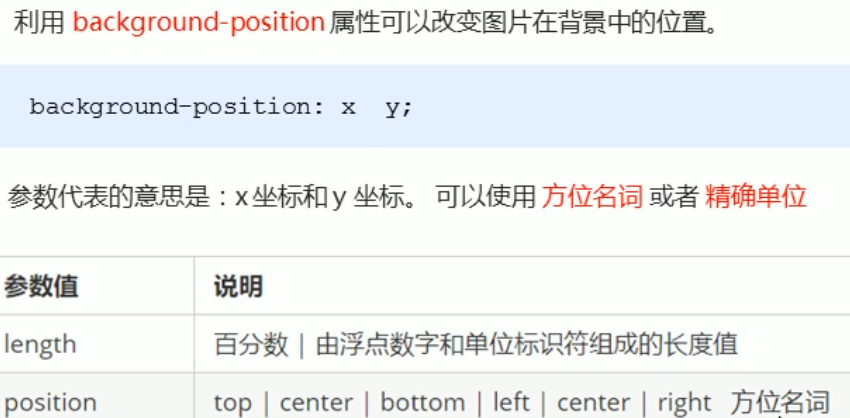 利用 background-position 属性可以改变图片在背景中的位置。
background-position: x y;
参数代表的意思是：x 坐标和 y 坐标。 可以使用 方位名词 或者 精确单位
参数值 说明
length 百分数 | 由浮点数字和单位标识符组成的长度值
position top | center | bottom | left | center | right 方位名词